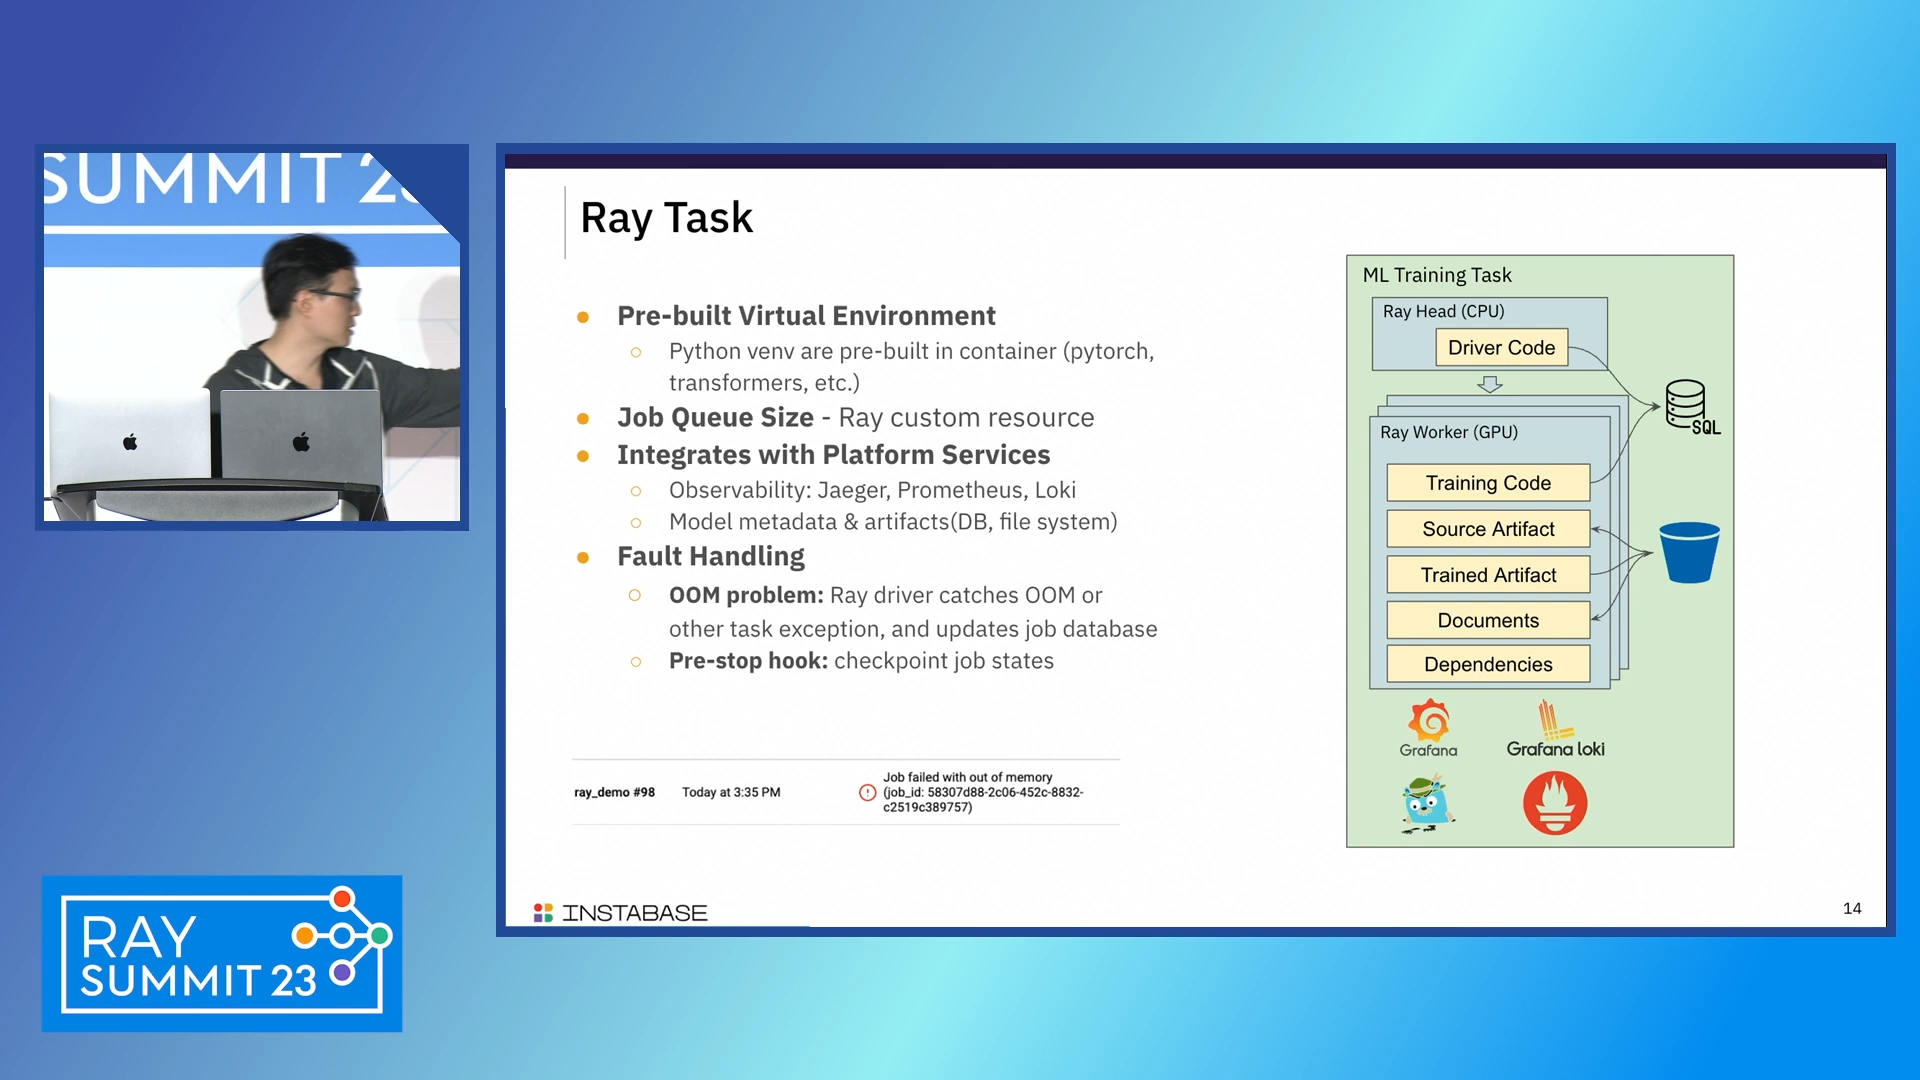 SUMMIT 23
Ray Task
Pre-built Virtual Environment
Python venv are pre-built in container (pytorch,
transformers, etc.)
Job Queue Size - Ray custom resource
Integrates with Platform Services
Observability: Jaeger, Prometheus, Loki
Model metadata & artifacts(DB, file system)
Fault Handling
OOM problem: Ray driver catches OOM or
other task exception, and updates job database
Pre-stop hook: checkpoint job states
ray_demo #98
Today at 3:35 PM
Job failed with out of memory
(job_id: 58307d88-2c06-452c-8832-
c2519c389757)
ML Training Task
Ray Head (CPU)
Driver Code
SQL
Ray Worker (GPU)
Training Code
Source Artifact
Trained Artifact
Documents
Dependencies
Grafana
Grafana loki
INSTABASE
14
RAY
SUMMIT 23